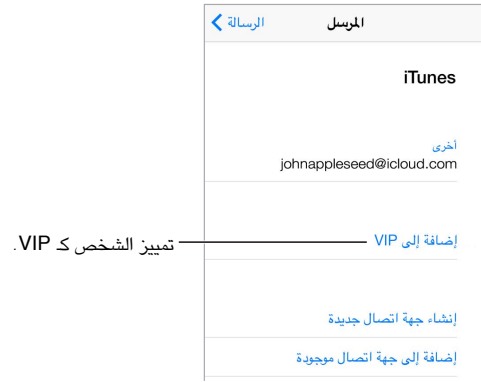 المرسل
الرسالة
iTunes
أخرى
johnappleseed@icloud.com
إضافة إلى VIP
تمييز الشخص كـ VIP.
إنشاء جهة اتصال جديدة
إضافة إلى جهة اتصال موجودة